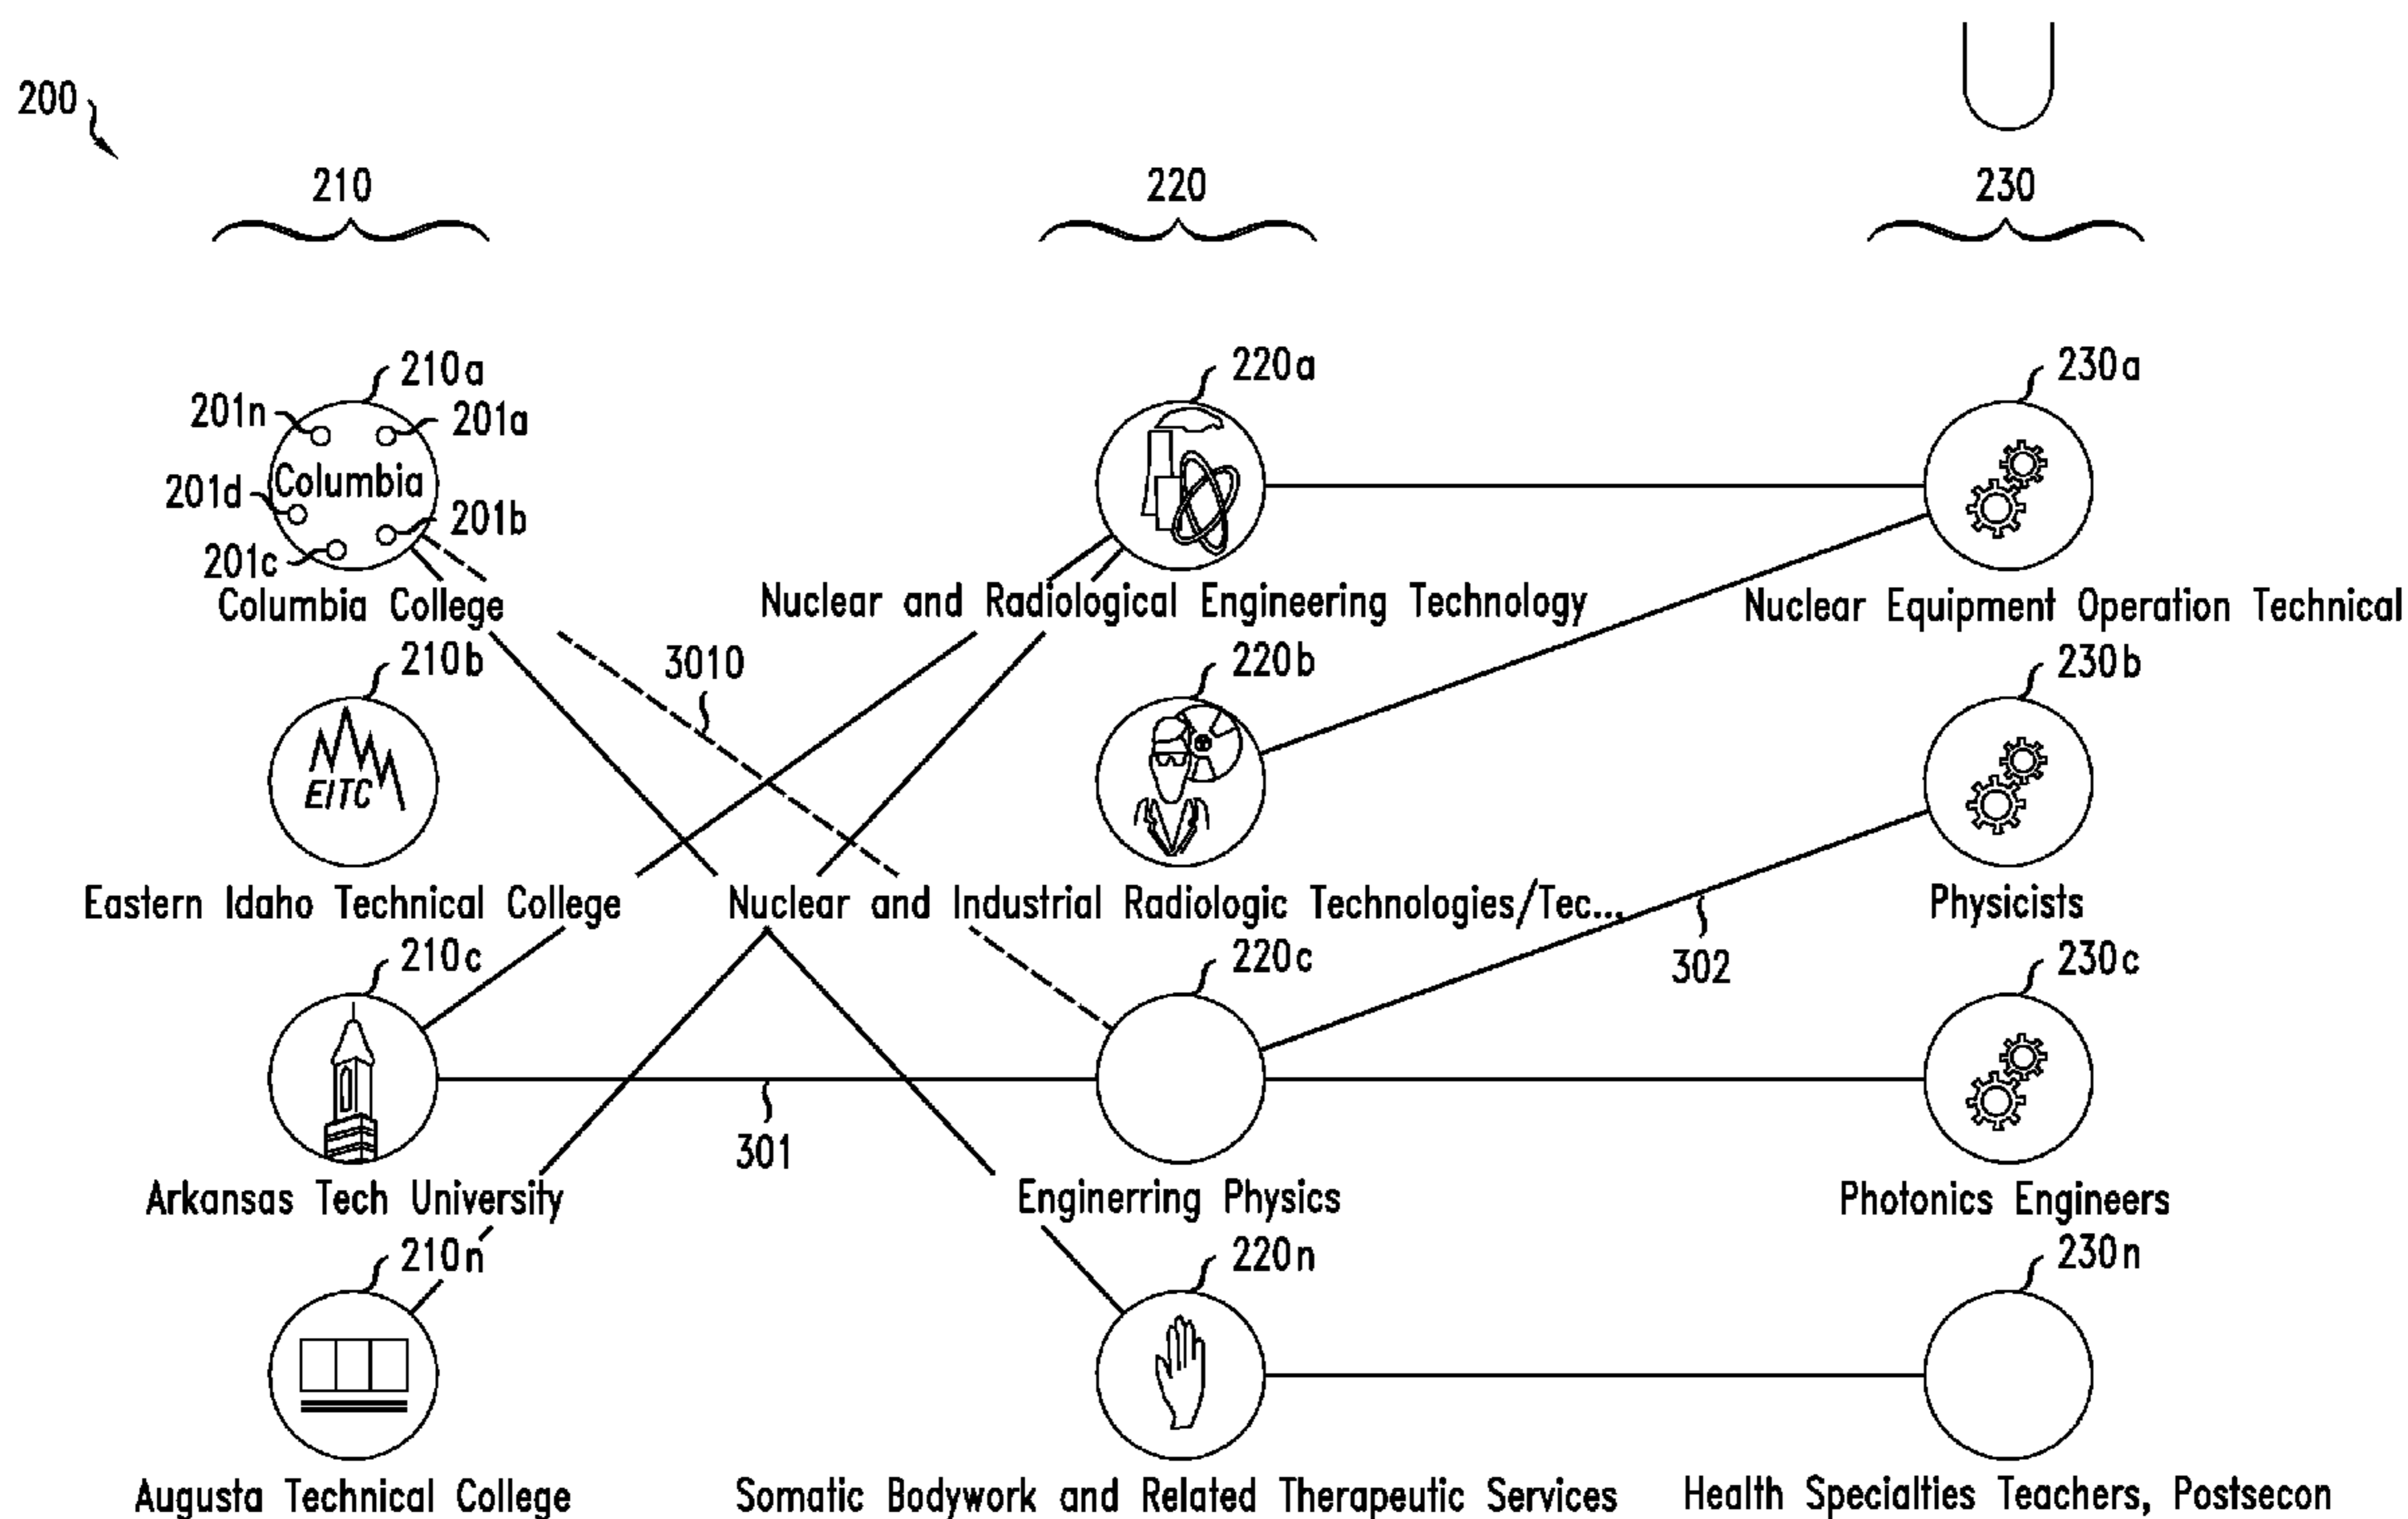 200
210 220 230
210a 220a 230a
201n 201a
Columbia
201d 201b
201c
Columbia College Nuclear and Radiological Engineering Technology Nuclear Equipment Operation Technical
210b 3010 220b 230b
EITC
Eastern Idaho Technical College Nuclear and Industrial Radiologic Technologies/Tec... Physicists
210c 220c 302 230c
301
Arkansas Tech University Enginerring Physics Photonics Engineers
210n 220n 230n
Augusta Technical College Somatic Bodywork and Related Therapeutic Services Health Specialties Teachers, Postsecon